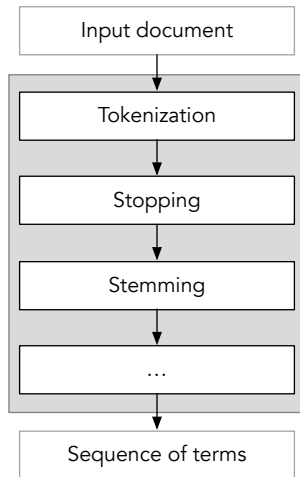 Input document
Tokenization
Stopping
Stemming
...
Sequence of terms